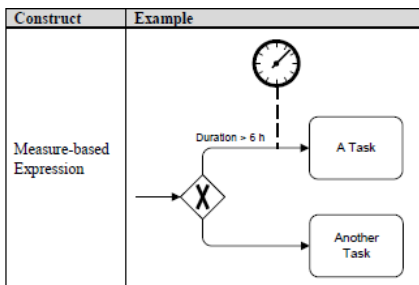 Construct Example
Measure-based
Expression
Duration > 6 h
A Task
X
Another
Task